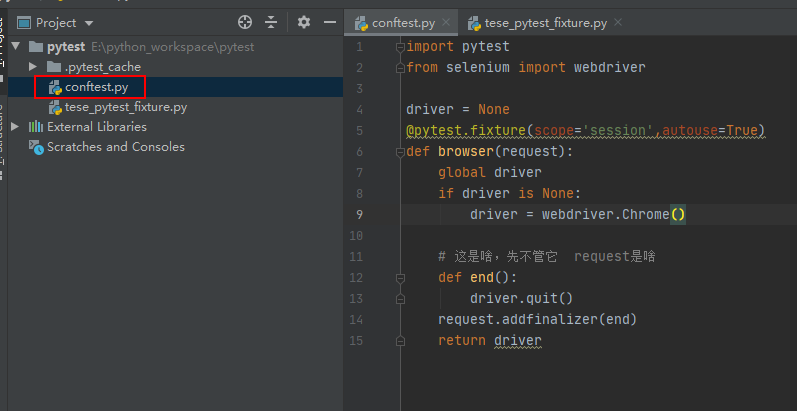 Project
pytest E:\python_workspace\pytest
.pytest_cache
conftest.py
tese_pytest_fixture.py
External Libraries
Scratches and Consoles
conftest.py
tese_pytest_fixture.py
1 import pytest
2 from selenium import webdriver
3
4 driver = None
5 @pytest.fixture(scope='session',autouse=True)
6 def browser(request):
7 global driver
8 if driver is None:
9 driver = webdriver.Chrome()
10
11 # 这是啥，先不管它 request是啥
12 def end():
13 driver.quit()
14 request.addfinalizer(end)
15 return driver